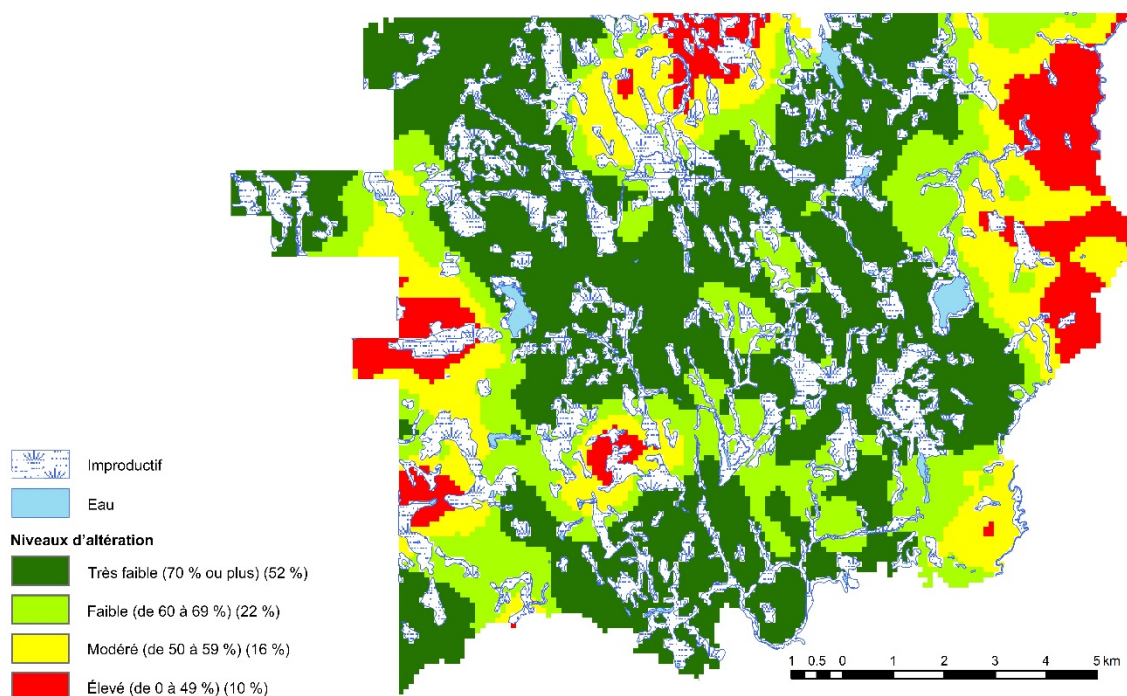 Improductif
Eau
Niveaux d'altération
Très faible (70 % ou plus) (52 %)
Faible (de 60 à 69 %) (22 %)
Modéré (de 50 à 59 %) (16 %)
Élevé (de 0 à 49 %) (10 %)
1 0.5 0 1 2 3 4 5 km